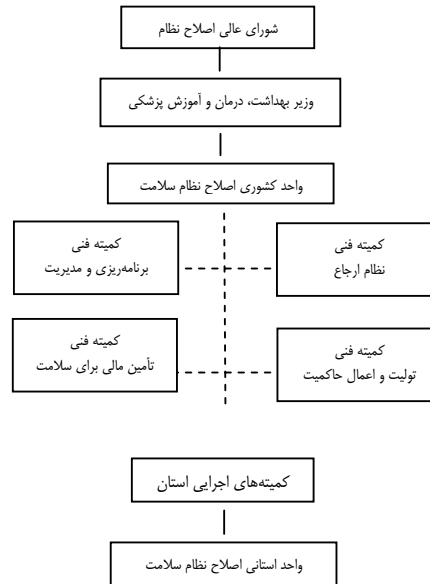 شورای عالی اصلاح نظام
وزیر بهداشت، درمان و آموزش پزشکی
واحد کشوری اصلاح نظام سلامت
کمیته فنی
نظام ارجاع
کمیته فنی
برنامه‌ریزی و مدیریت
کمیته فنی
تولیت و اعمال حاکمیت
کمیته فنی
تأمین مالی برای سلامت
کمیته‌های اجرایی استان
واحد استانی اصلاح نظام سلامت